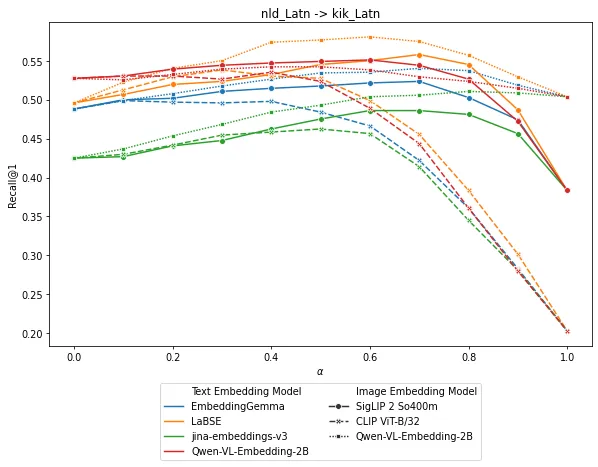 nld_Latn -> kik_Latn
Recall@1
0.55
0.50
0.45
0.40
0.35
0.30
0.25
0.20
0.0 0.2 0.4 0.6 0.8 1.0
α
Text Embedding Model
EmbeddingGemma
LaBSE
jina-embeddings-v3
Qwen-VL-Embedding-2B
Image Embedding Model
SigLIP 2 So400m
CLIP ViT-B/32
Qwen-VL-Embedding-2B